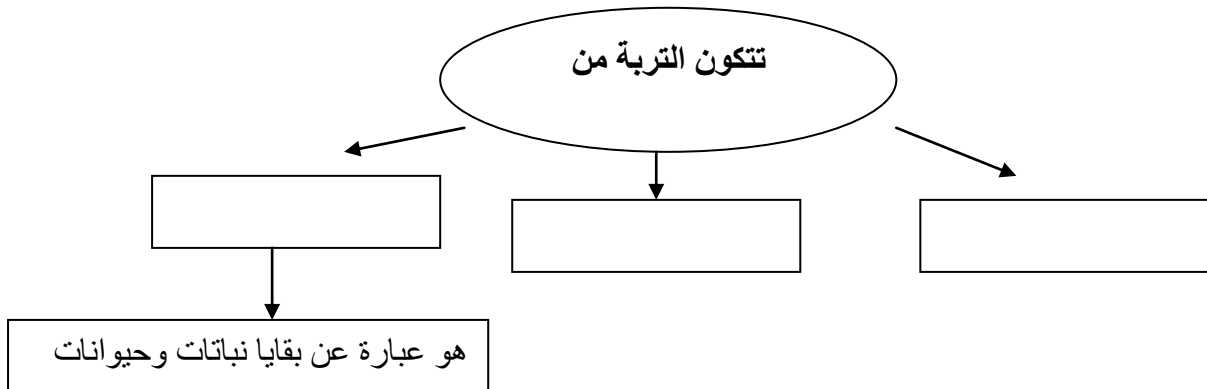 تتكون التربة من
هو عبارة عن بقايا نباتات وحيوانات